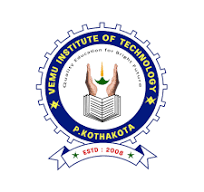 VEMU INSTITUTE OF TECHNOLOGY
Quality Education for Bright Future
P.KOTHAKOTA
ESTD : 2008